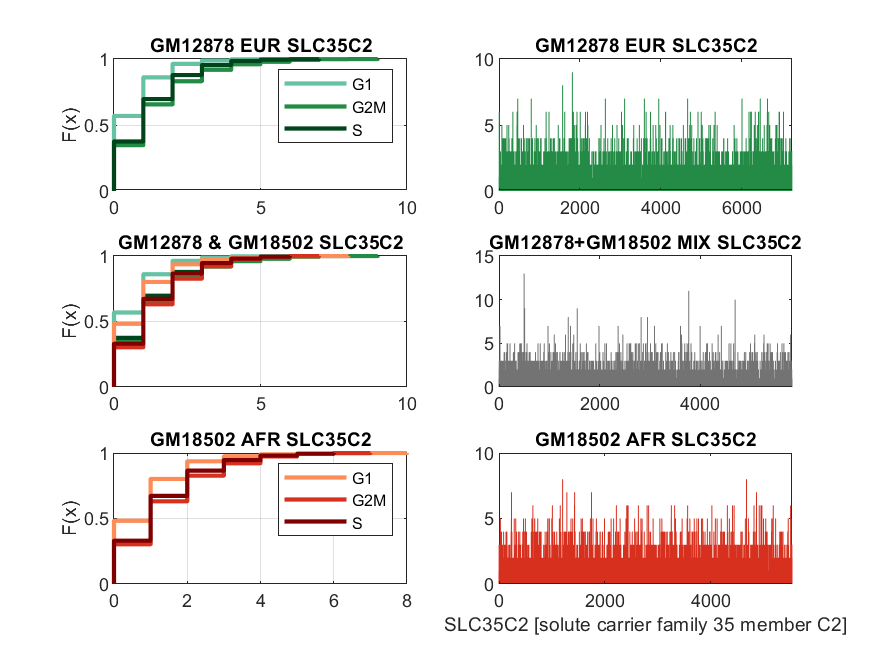 GM12878 EUR SLC35C2
1
0.5
0
F(x)
0 5 10
G1
G2M
S
GM12878 EUR SLC35C2
10
5
0
0 2000 4000 6000
GM12878 & GM18502 SLC35C2
1
0.5
0
F(x)
0 5 10
GM12878+GM18502 MIX SLC35C2
15
10
5
0
0 2000 4000
GM18502 AFR SLC35C2
1
0.5
0
F(x)
0 2 4 6 8
G1
G2M
S
GM18502 AFR SLC35C2
10
5
0
0 2000 4000
SLC35C2 [solute carrier family 35 member C2]